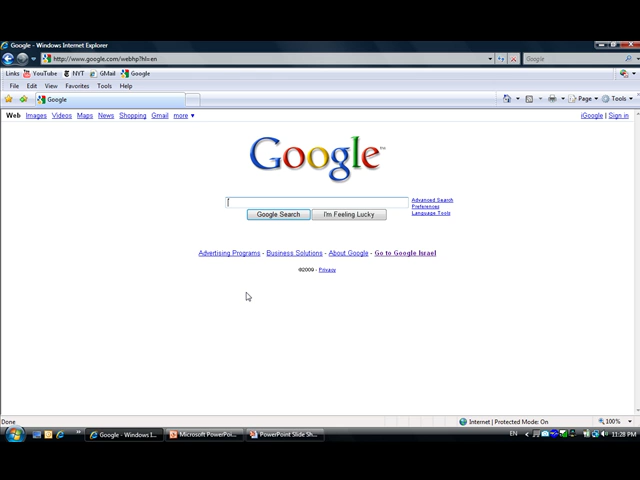 Google - Windows Internet Explorer
http://www.google.com/webhp?hl=en
Google
Links YouTube NYT GMail Google
File Edit View Favorites Tools Help
Google
Page Tools
Web Images Videos Maps News Shopping Gmail more ▼
iGoogle | Sign in
Google™
Advanced Search
Preferences
Language Tools
Google Search I'm Feeling Lucky
Advertising Programs - Business Solutions - About Google - Go to Google Israel
©2009 - Privacy
Done
Internet | Protected Mode: On
100%
Google - Windows I...
Microsoft PowerPoi...
PowerPoint Slide Sh...
EN
11:28 PM